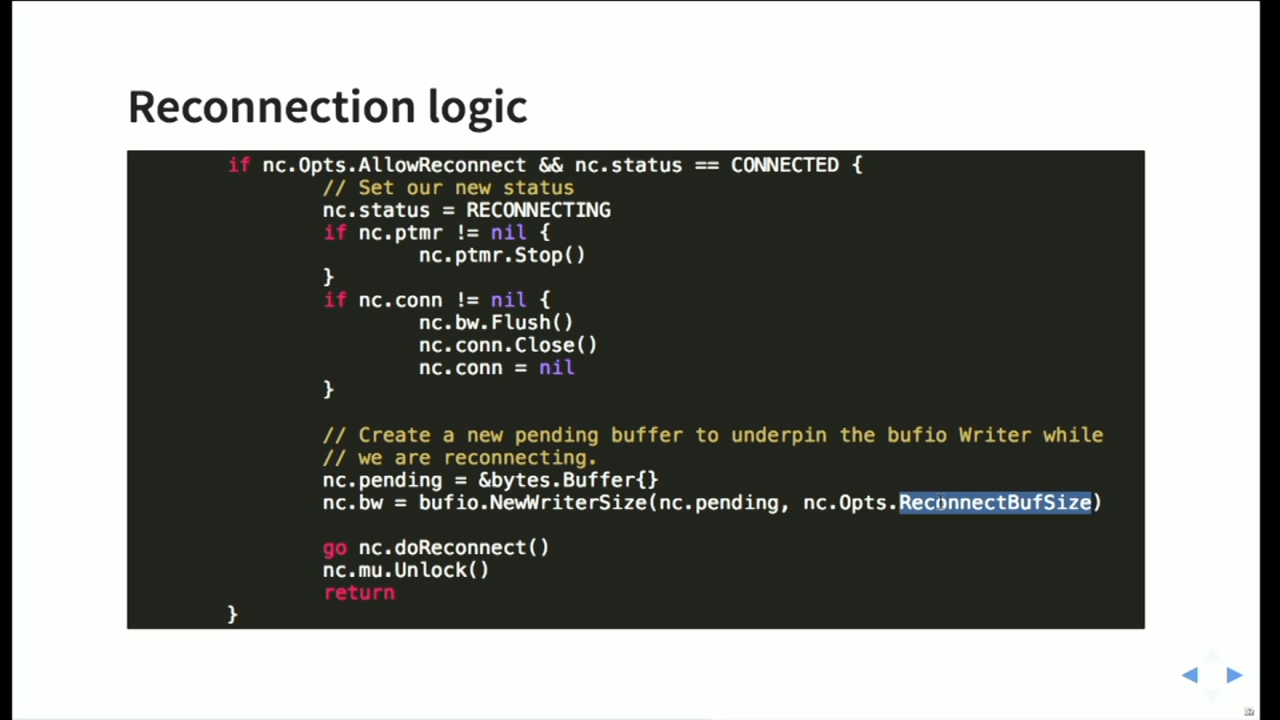 Reconnection logic
if nc.Opts.AllowReconnect && nc.status == CONNECTED {
// Set our new status
nc.status = RECONNECTING
if nc.ptmr != nil {
nc.ptmr.Stop()
}
if nc.conn != nil {
nc.bw.Flush()
nc.conn.Close()
nc.conn = nil
}
// Create a new pending buffer to underpin the bufio Writer while
// we are reconnecting.
nc.pending = &bytes.Buffer{}
nc.bw = bufio.NewWriterSize(nc.pending, nc.Opts.ReconnectBufSize)
go nc.doReconnect()
nc.mu.Unlock()
return
}